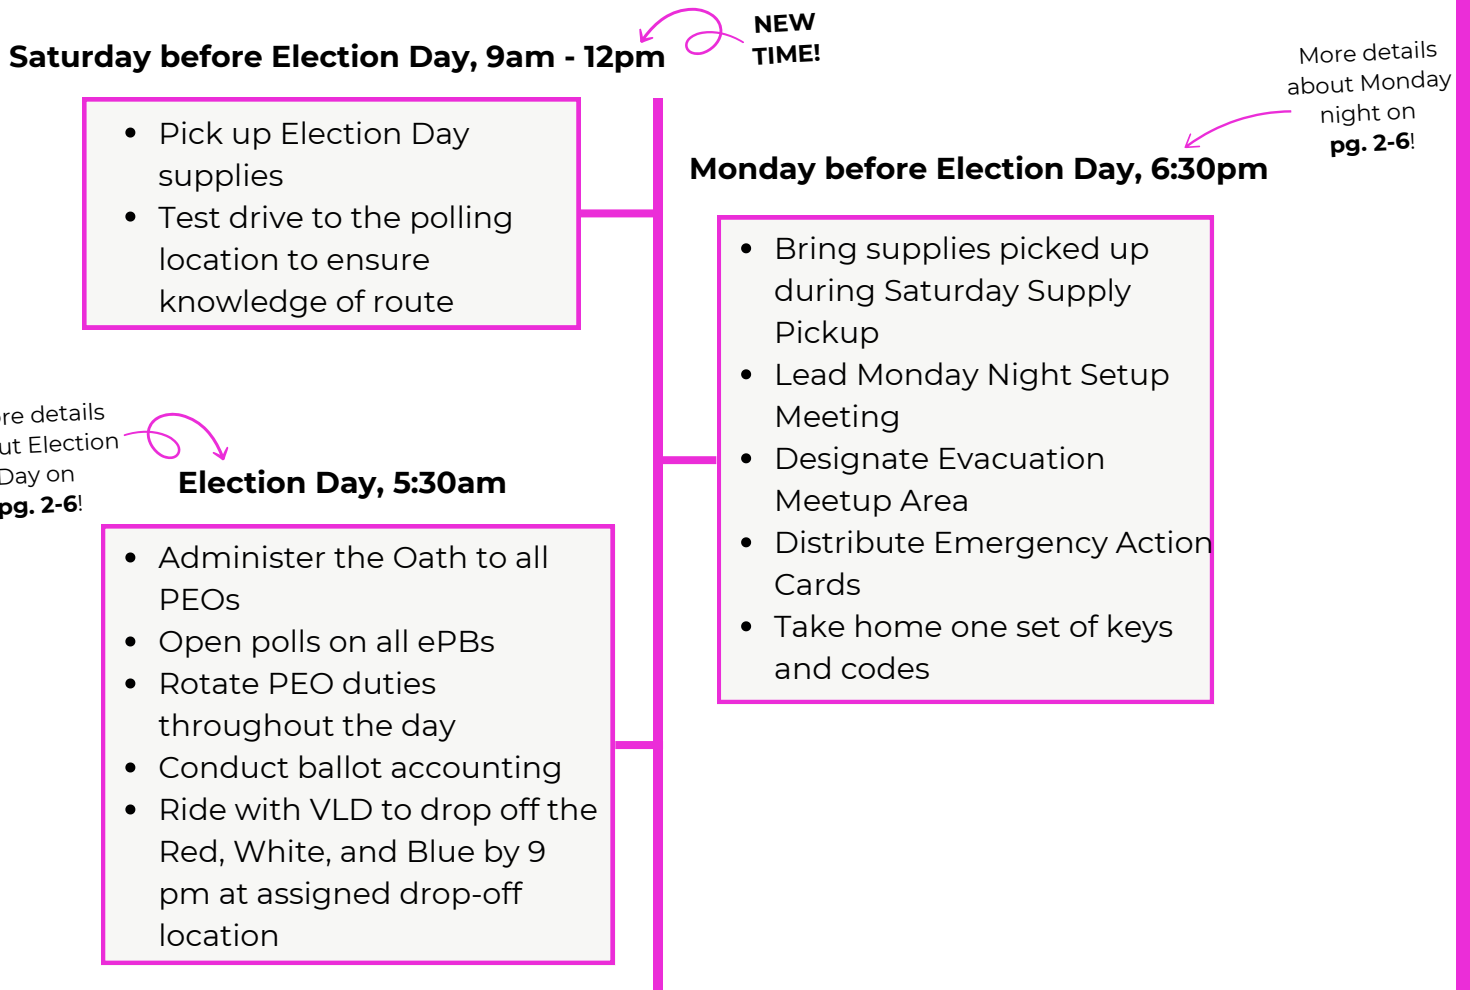 NEW
TIME!
Saturday before Election Day, 9am - 12pm
• Pick up Election Day
supplies
• Test drive to the polling
location to ensure
knowledge of route
More details
about Monday
night on
pg. 2-6!
Monday before Election Day, 6:30pm
• Bring supplies picked up
during Saturday Supply
Pickup
• Lead Monday Night Setup
Meeting
• Designate Evacuation
Meetup Area
• Distribute Emergency Action
Cards
• Take home one set of keys
and codes
re details
ut Election
Day on
pg. 2-6!
Election Day, 5:30am
• Administer the Oath to all
PEOs
• Open polls on all ePBs
• Rotate PEO duties
throughout the day
• Conduct ballot accounting
• Ride with VLD to drop off the
Red, White, and Blue by 9
pm at assigned drop-off
location